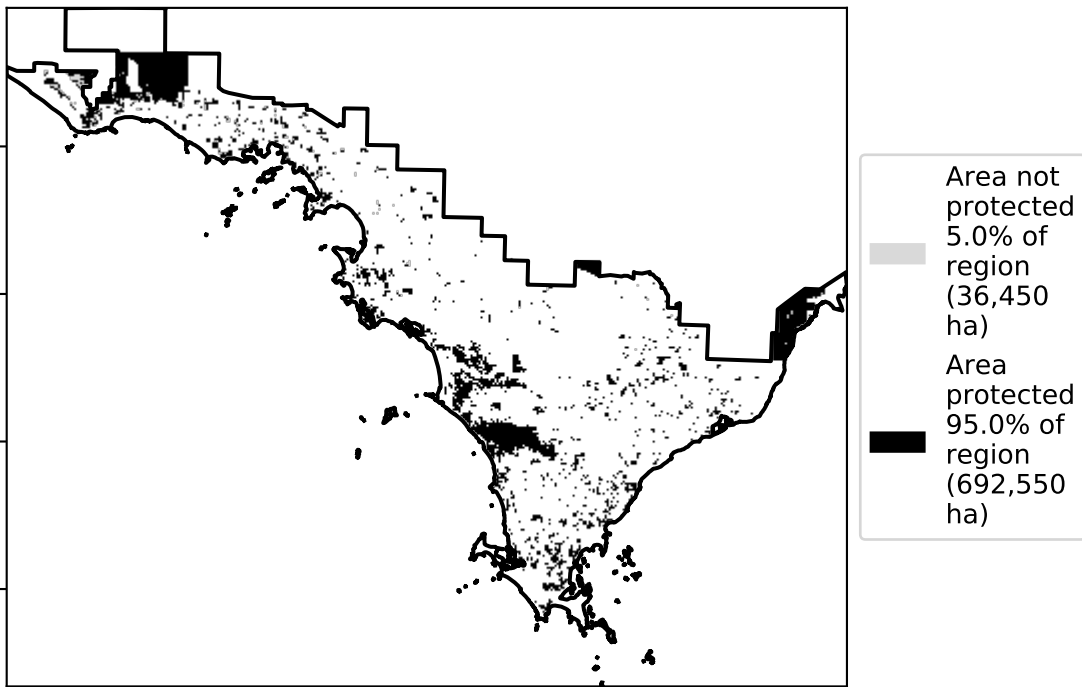 Area not
protected
5.0% of
region
(36,450
ha)
Area
protected
95.0% of
region
(692,550
ha)